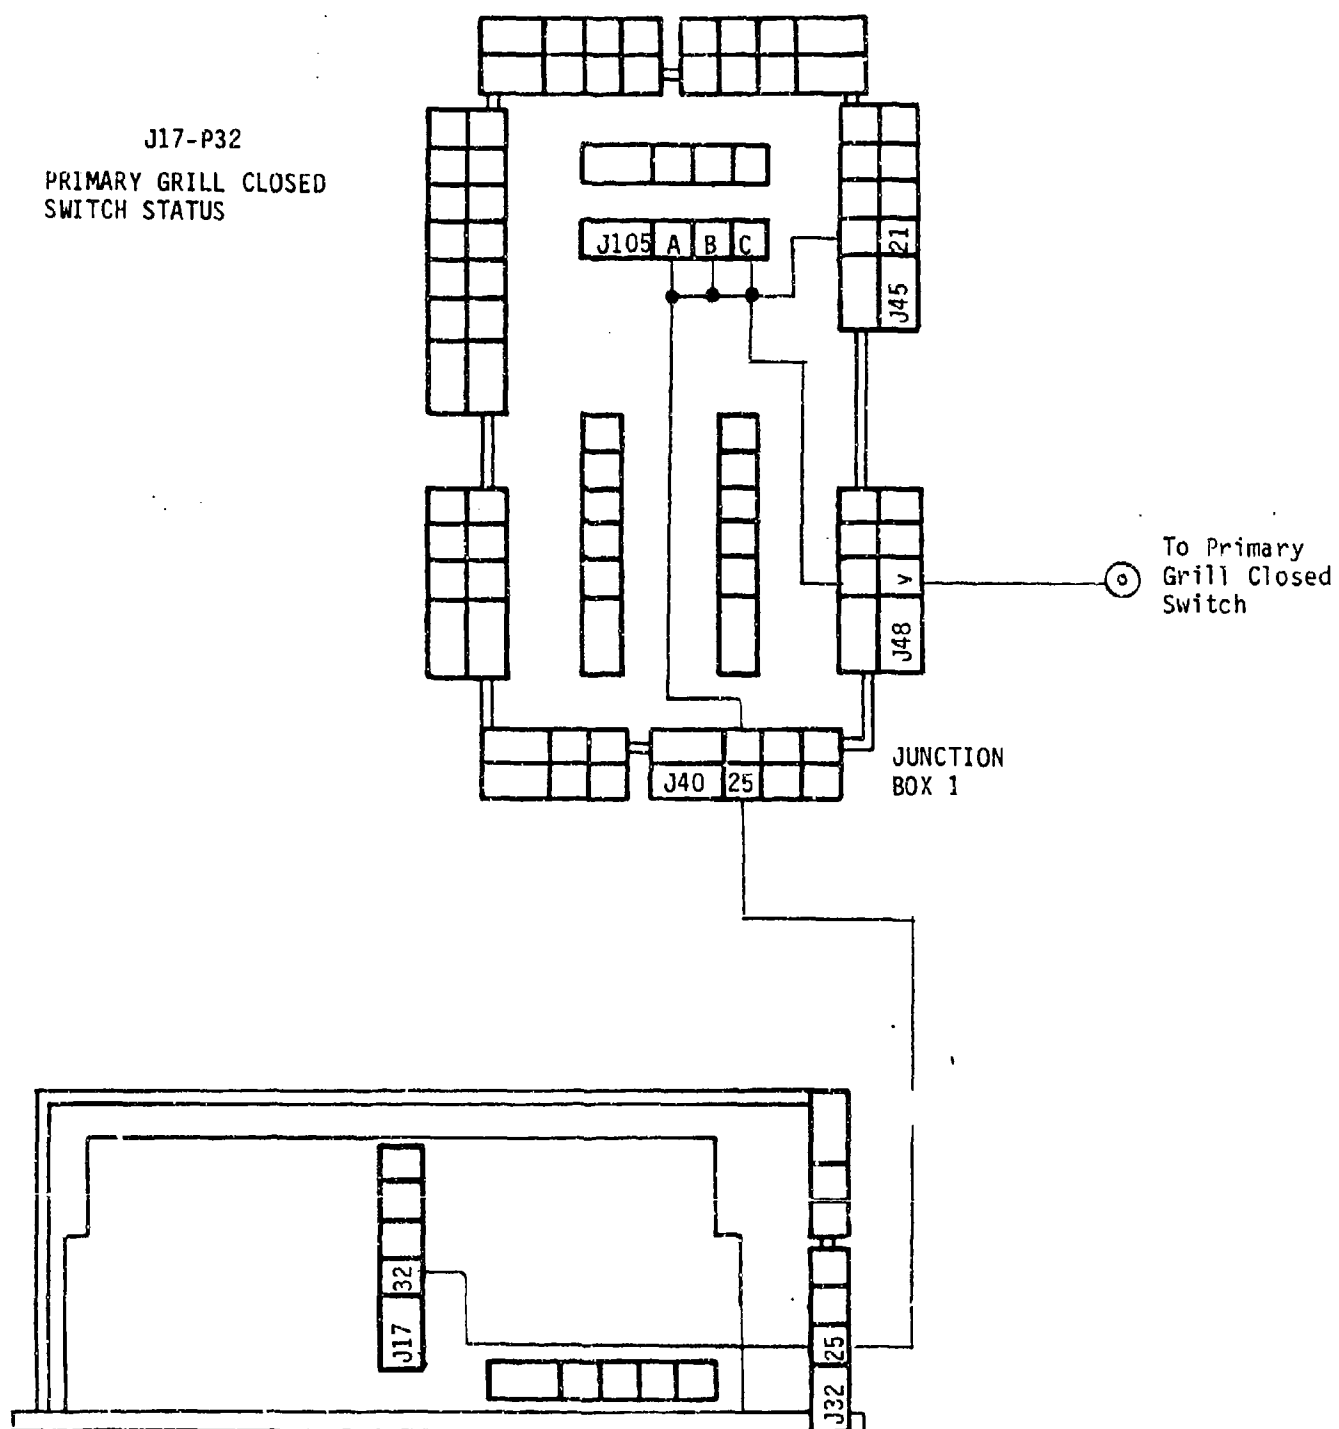 J17-P32
PRIMARY GRILL CLOSED
SWITCH STATUS
J105 A B C
21
J45
To Primary
Grill Closed
Switch
v
J48
JUNCTION
BOX 1
J40 25
32
J17
25
J32